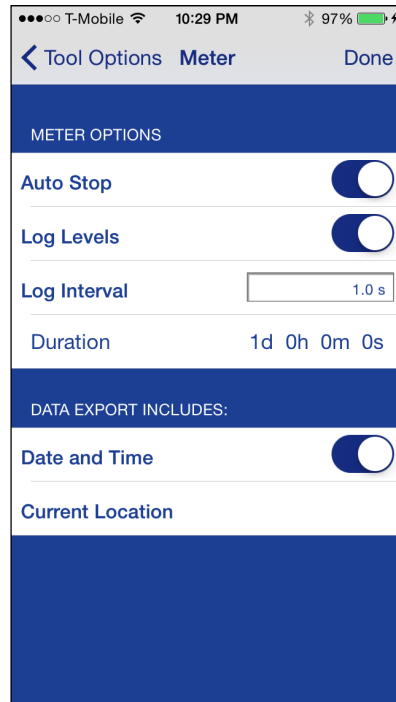 T-Mobile 10:29 PM 97%
Tool Options Meter Done
METER OPTIONS
Auto Stop
Log Levels
Log Interval 1.0 s
Duration 1d 0h 0m 0s
DATA EXPORT INCLUDES:
Date and Time
Current Location